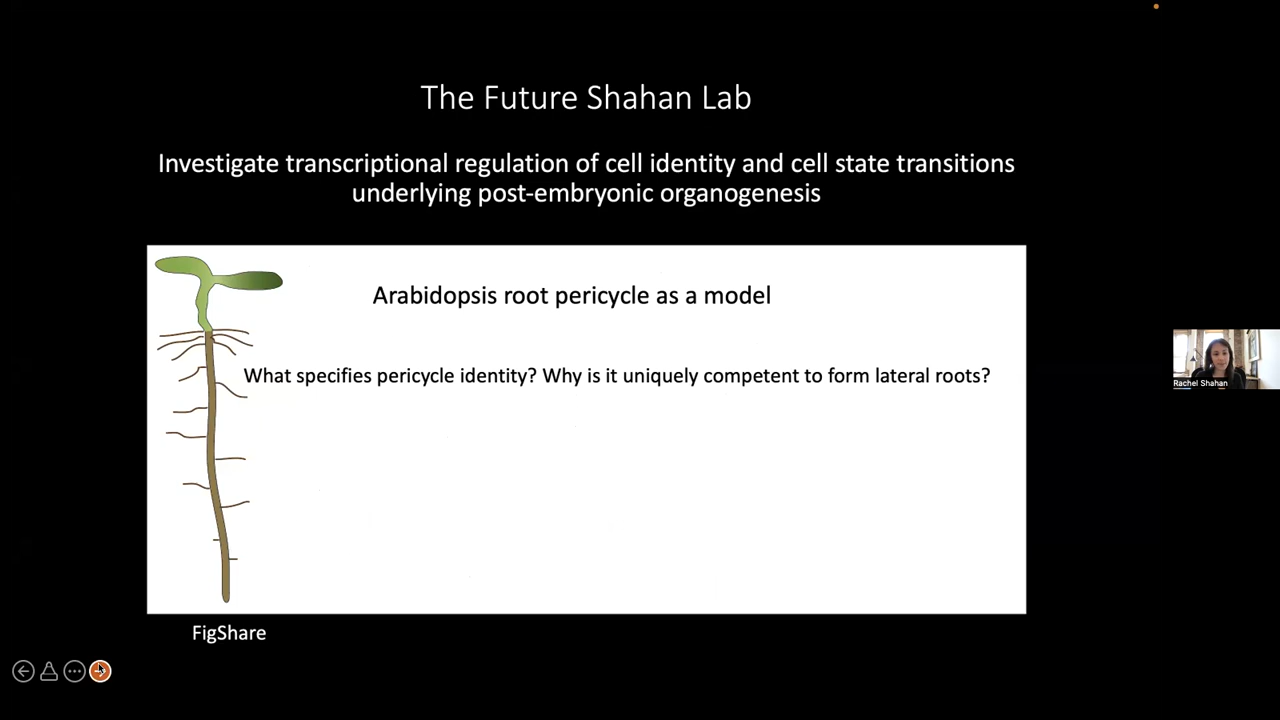 The Future Shahan Lab
Investigate transcriptional regulation of cell identity and cell state transitions
underlying post-embryonic organogenesis
Arabidopsis root pericycle as a model
What specifies pericycle identity? Why is it uniquely competent to form lateral roots?
Rachel Shahan
FigShare